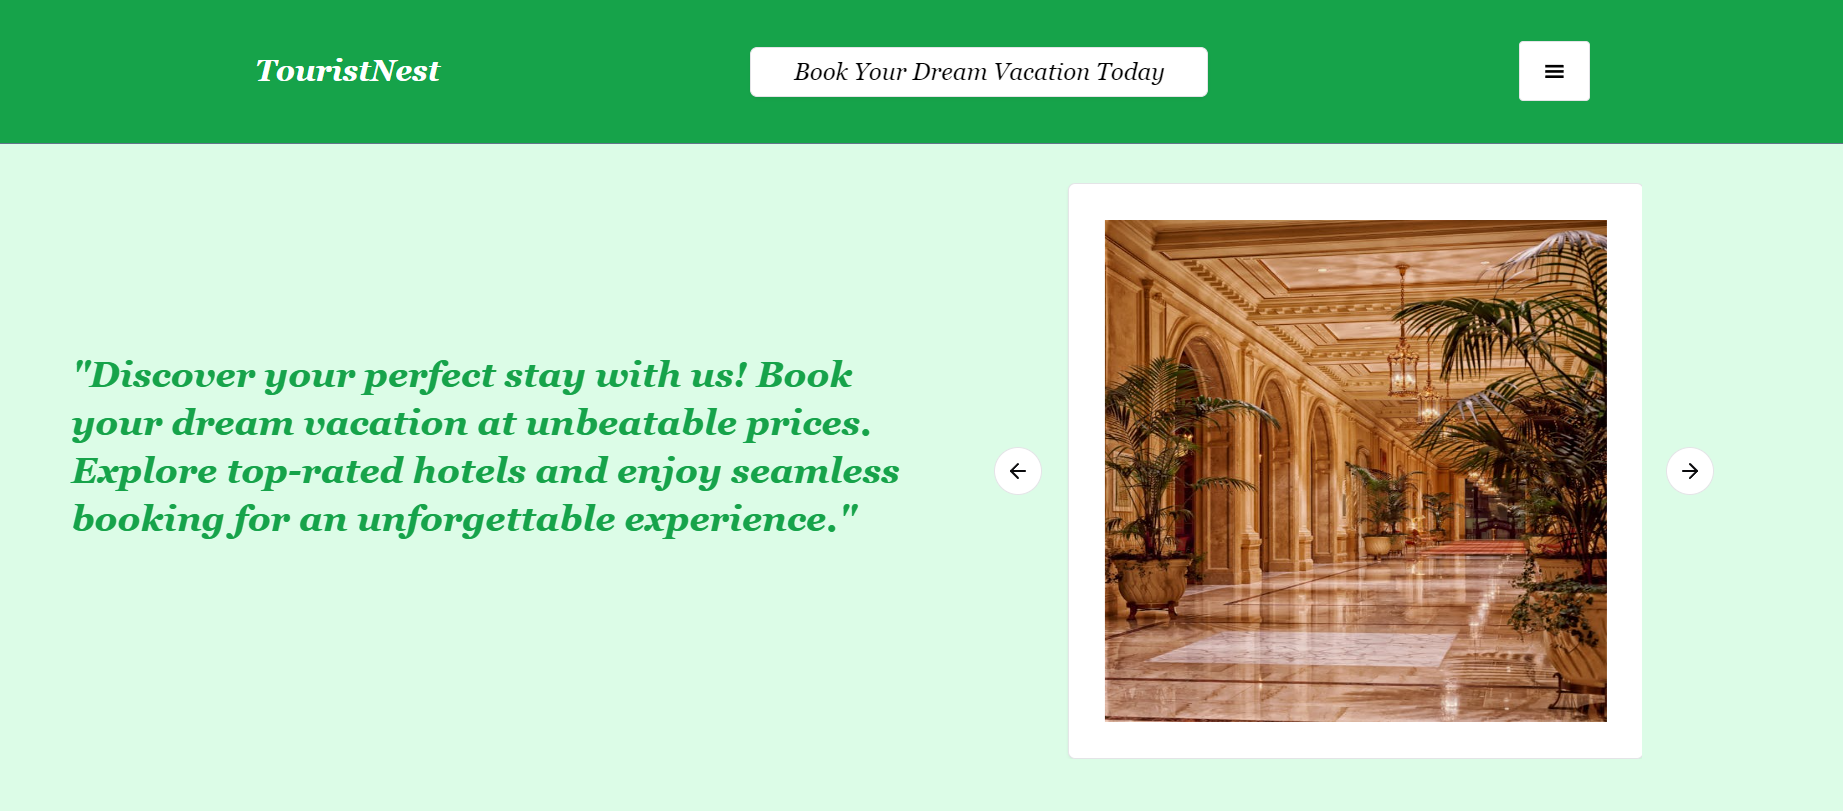 TouristNest
Book Your Dream Vacation Today
"Discover your perfect stay with us! Book
your dream vacation at unbeatable prices.
Explore top-rated hotels and enjoy seamless
booking for an unforgettable experience."